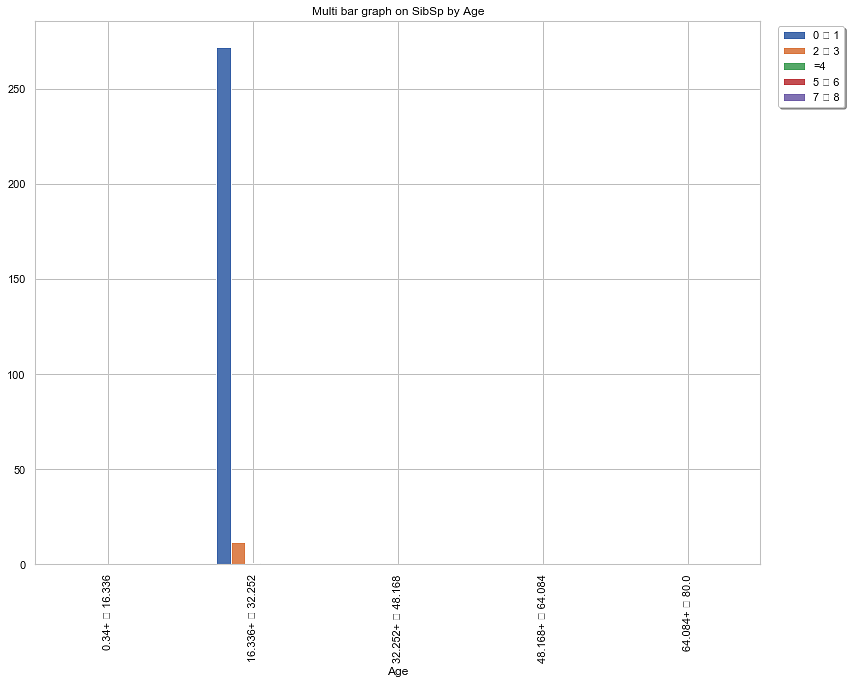 Multi bar graph on SibSp by Age
0 □ 1
2 □ 3
=4
5 □ 6
7 □ 8
250
200
150
100
50
0
0.34+ □ 16.336
16.336+ □ 32.252
32.252+ □ 48.168
48.168+ □ 64.084
64.084+ □ 80.0
Age